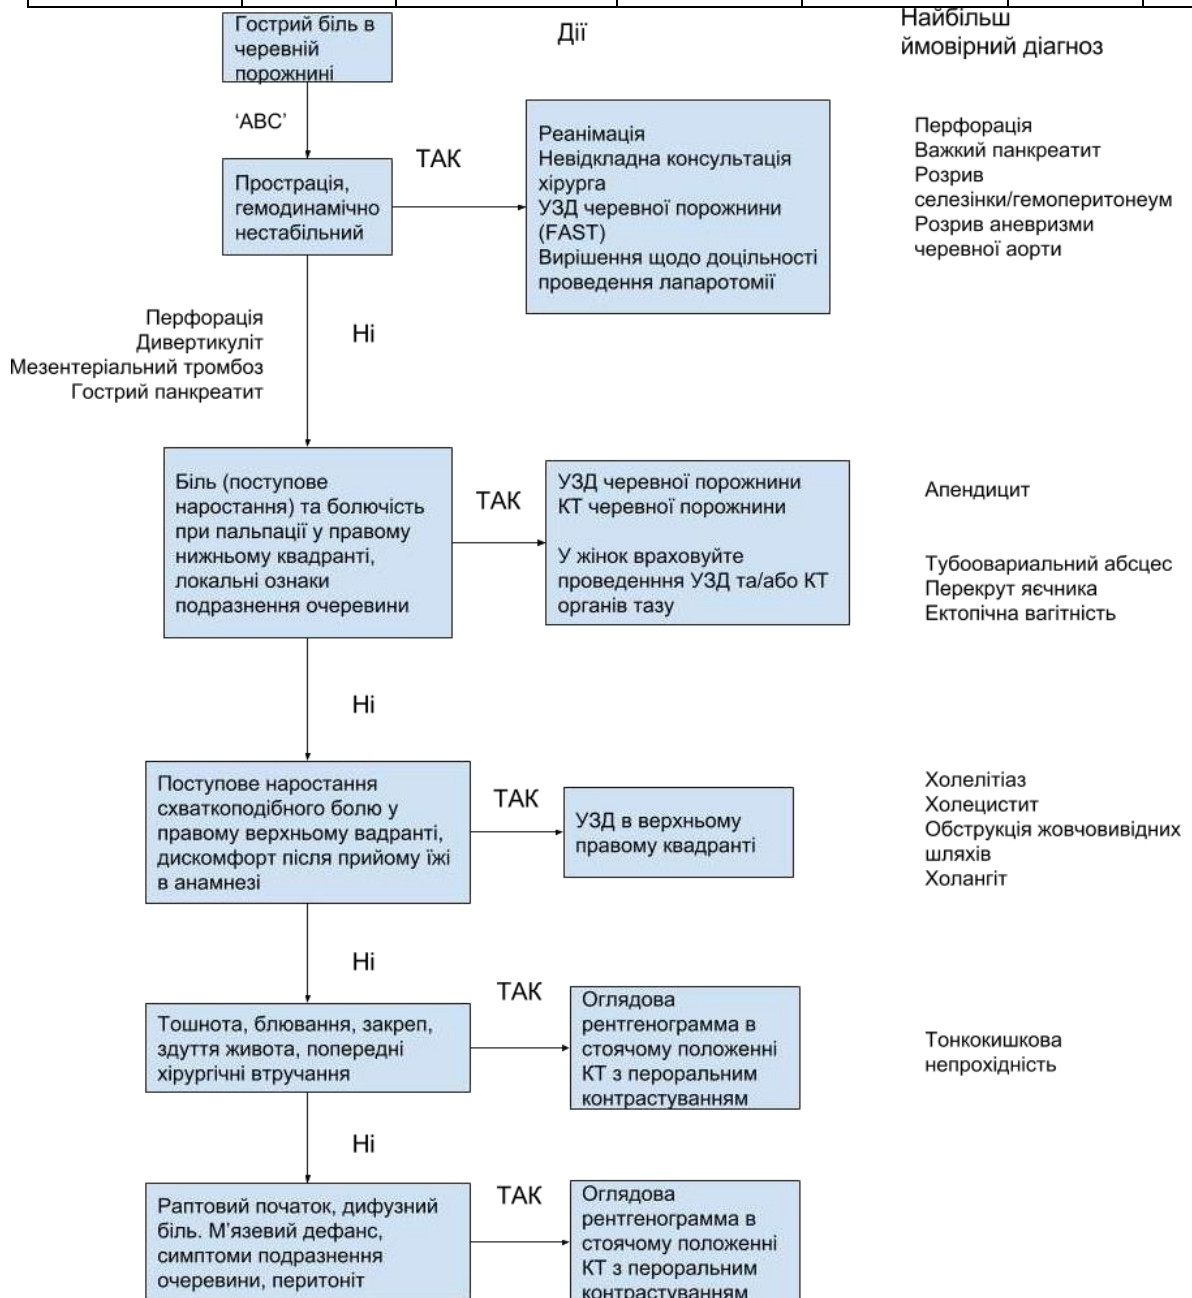 Гострий біль в
черевній
порожнині
Дії
Найбільш
ймовірний діагноз
‘ABC’
Прострація,
гемодинамічно
нестабільний
ТАК
Реанімація
Невідкладна консультація
хірурга
УЗД черевної порожнини
(FAST)
Вирішення щодо доцільності
проведення лапаротомії
Перфорація
Важкий панкреатит
Розрив
селезінки/гемоперитонеум
Розрив аневризми
черевної аорти
Перфорація
Дивертикуліт
Мезентеріальний тромбоз
Гострий панкреатит
Ні
Біль (поступове
наростання) та болючість
при пальпації у правому
нижньому квадранті,
локальні ознаки
подразнення очеревини
ТАК
УЗД черевної порожнини
КТ черевної порожнини
У жінок враховуйте
проведенння УЗД та/або КТ
органів тазу
Апендицит
Тубоовариальний абсцес
Перекрут яєчника
Ектопічна вагітність
Ні
Поступове наростання
схваткоподібного болю у
правого верхньому вадранті,
дискомфорт після прийому їжі
в анамнезі
ТАК
УЗД в верхньому
правого квадранті
Холелітіаз
Холецистит
Обструкція жовчовивідних
шляхів
Холангіт
Ні
Тошнота, блювання, закреп,
здуття живота, попередні
хірургічні втручання
ТАК
Оглядова
рентгенограмма в
стоячому положенні
КТ з пероральним
контрастуванням
Тонкокишкова
непрохідність
Ні
Раптовий початок, дифузний
біль. М’язевий дефанс,
симптоми подразнення
очеревини, перитоніт
ТАК
Оглядова
рентгенограмма в
стоячому положенні
КТ з пероральним
контрастуванням